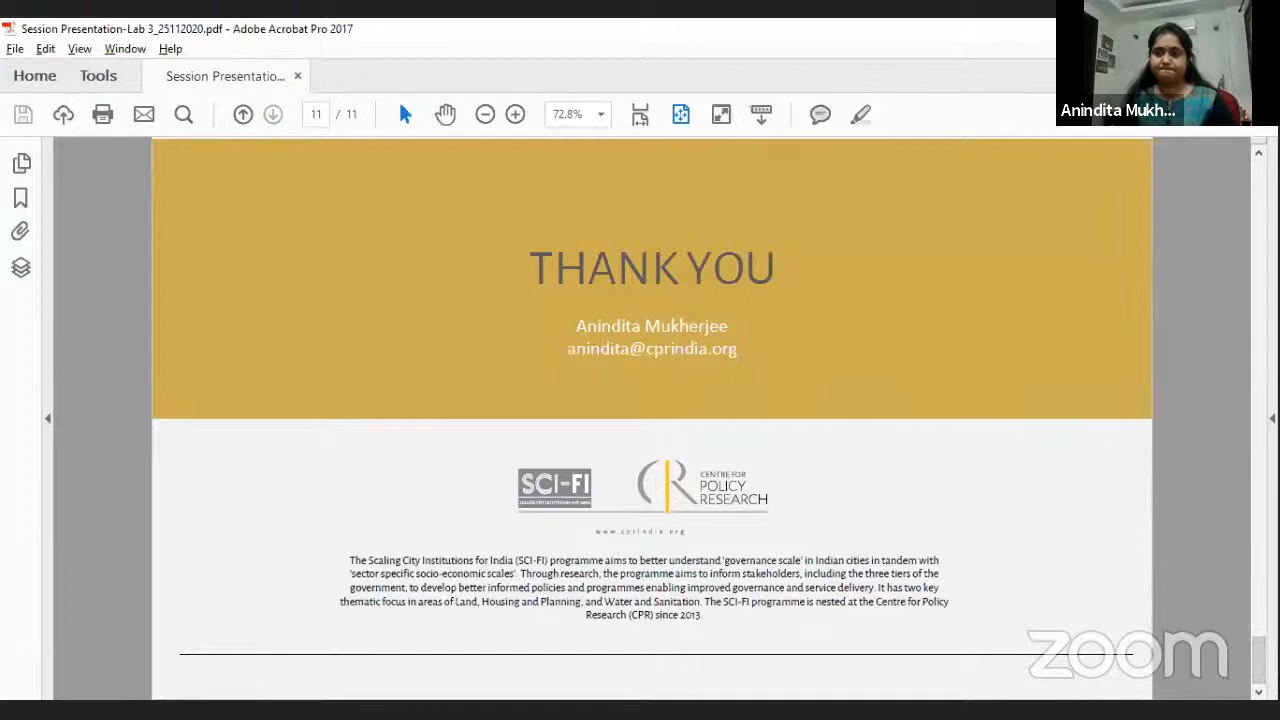 Session Presentation-Lab 3_25112020.pdf - Adobe Acrobat Pro 2017
File Edit View Window Help
Home Tools Session Presentatio... ×
11 / 11 72.8%
Anindita Mukh...
THANK YOU
Anindita Mukherjee
anindita@cprindia.org
SCI-FI
CENTRE FOR
POLICY
RESEARCH
www.cprindia.org
The Scaling City Institutions for India (SCI-FI) programme aims to better understand 'governance scale' in Indian cities in tandem with
'sector specific socio-economic scales'. Through research, the programme aims to inform stakeholders, including the three tiers of the
government, to develop better informed policies and programmes enabling improved governance and service delivery. It has two key
thematic focus in areas of Land, Housing and Planning, and Water and Sanitation. The SCI-FI programme is nested at the Centre for Policy
Research (CPR) since 2013.
zoom